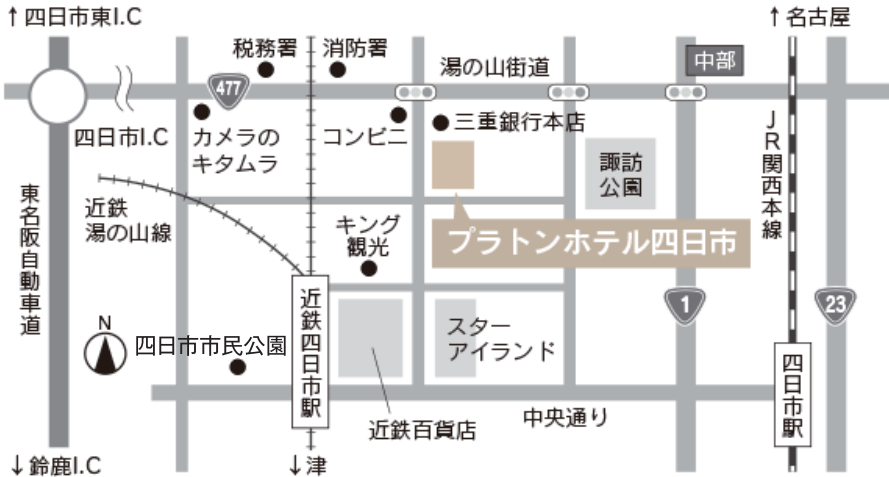 ↑四日市東I.C
↑名古屋
税務署
消防署
湯の山街道
中部
477
四日市I.C
カメラの
キタムラ
コンビニ
三重銀行本店
諏訪
公園
JR関西本線
東名阪自動車道
近鉄
湯の山線
キング
観光
プラトンホテル四日市
1
23
N
四日市市民公園
近鉄四日市駅
スター
アイランド
四日市駅
近鉄百貨店
中央通り
↓鈴鹿I.C
↓津